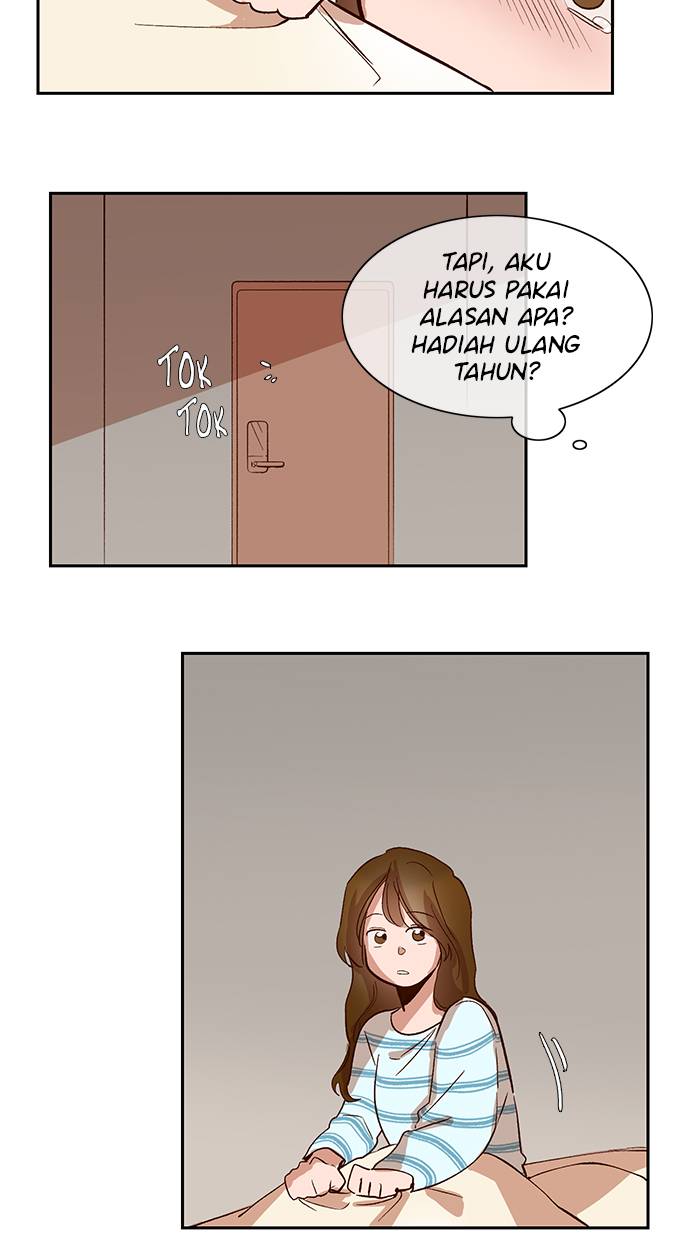 TAPI, AKU
HARUS PAKAI
ALASAN APA?
HADIAH ULANG
TAHUN?
TOK
TOK